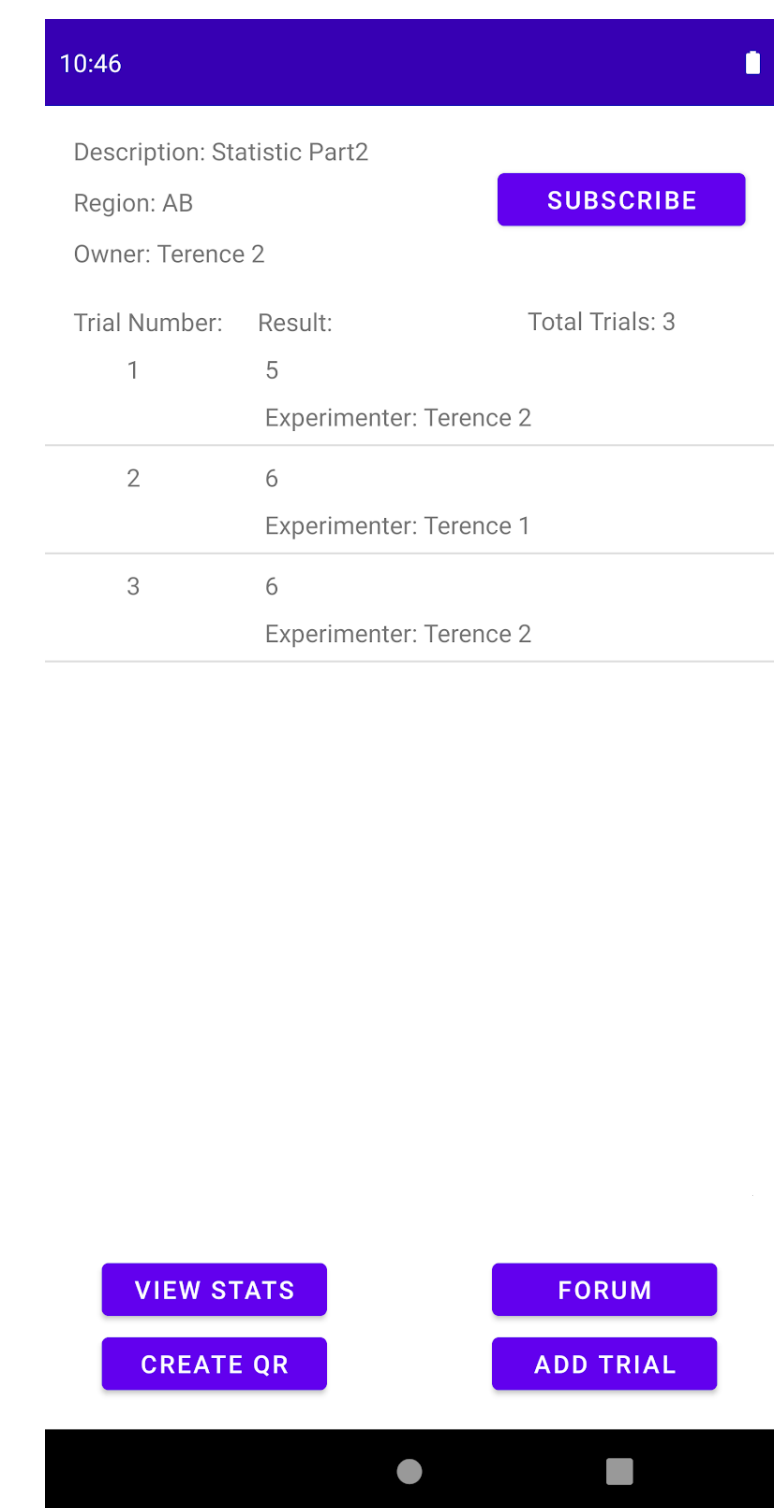 10:46
Description: Statistic Part2
Region: AB
SUBSCRIBE
Owner: Terence 2
Trial Number: Result: Total Trials: 3
1 5
Experimenter: Terence 2
2 6
Experimenter: Terence 1
3 6
Experimenter: Terence 2
VIEW STATS FORUM
CREATE QR ADD TRIAL